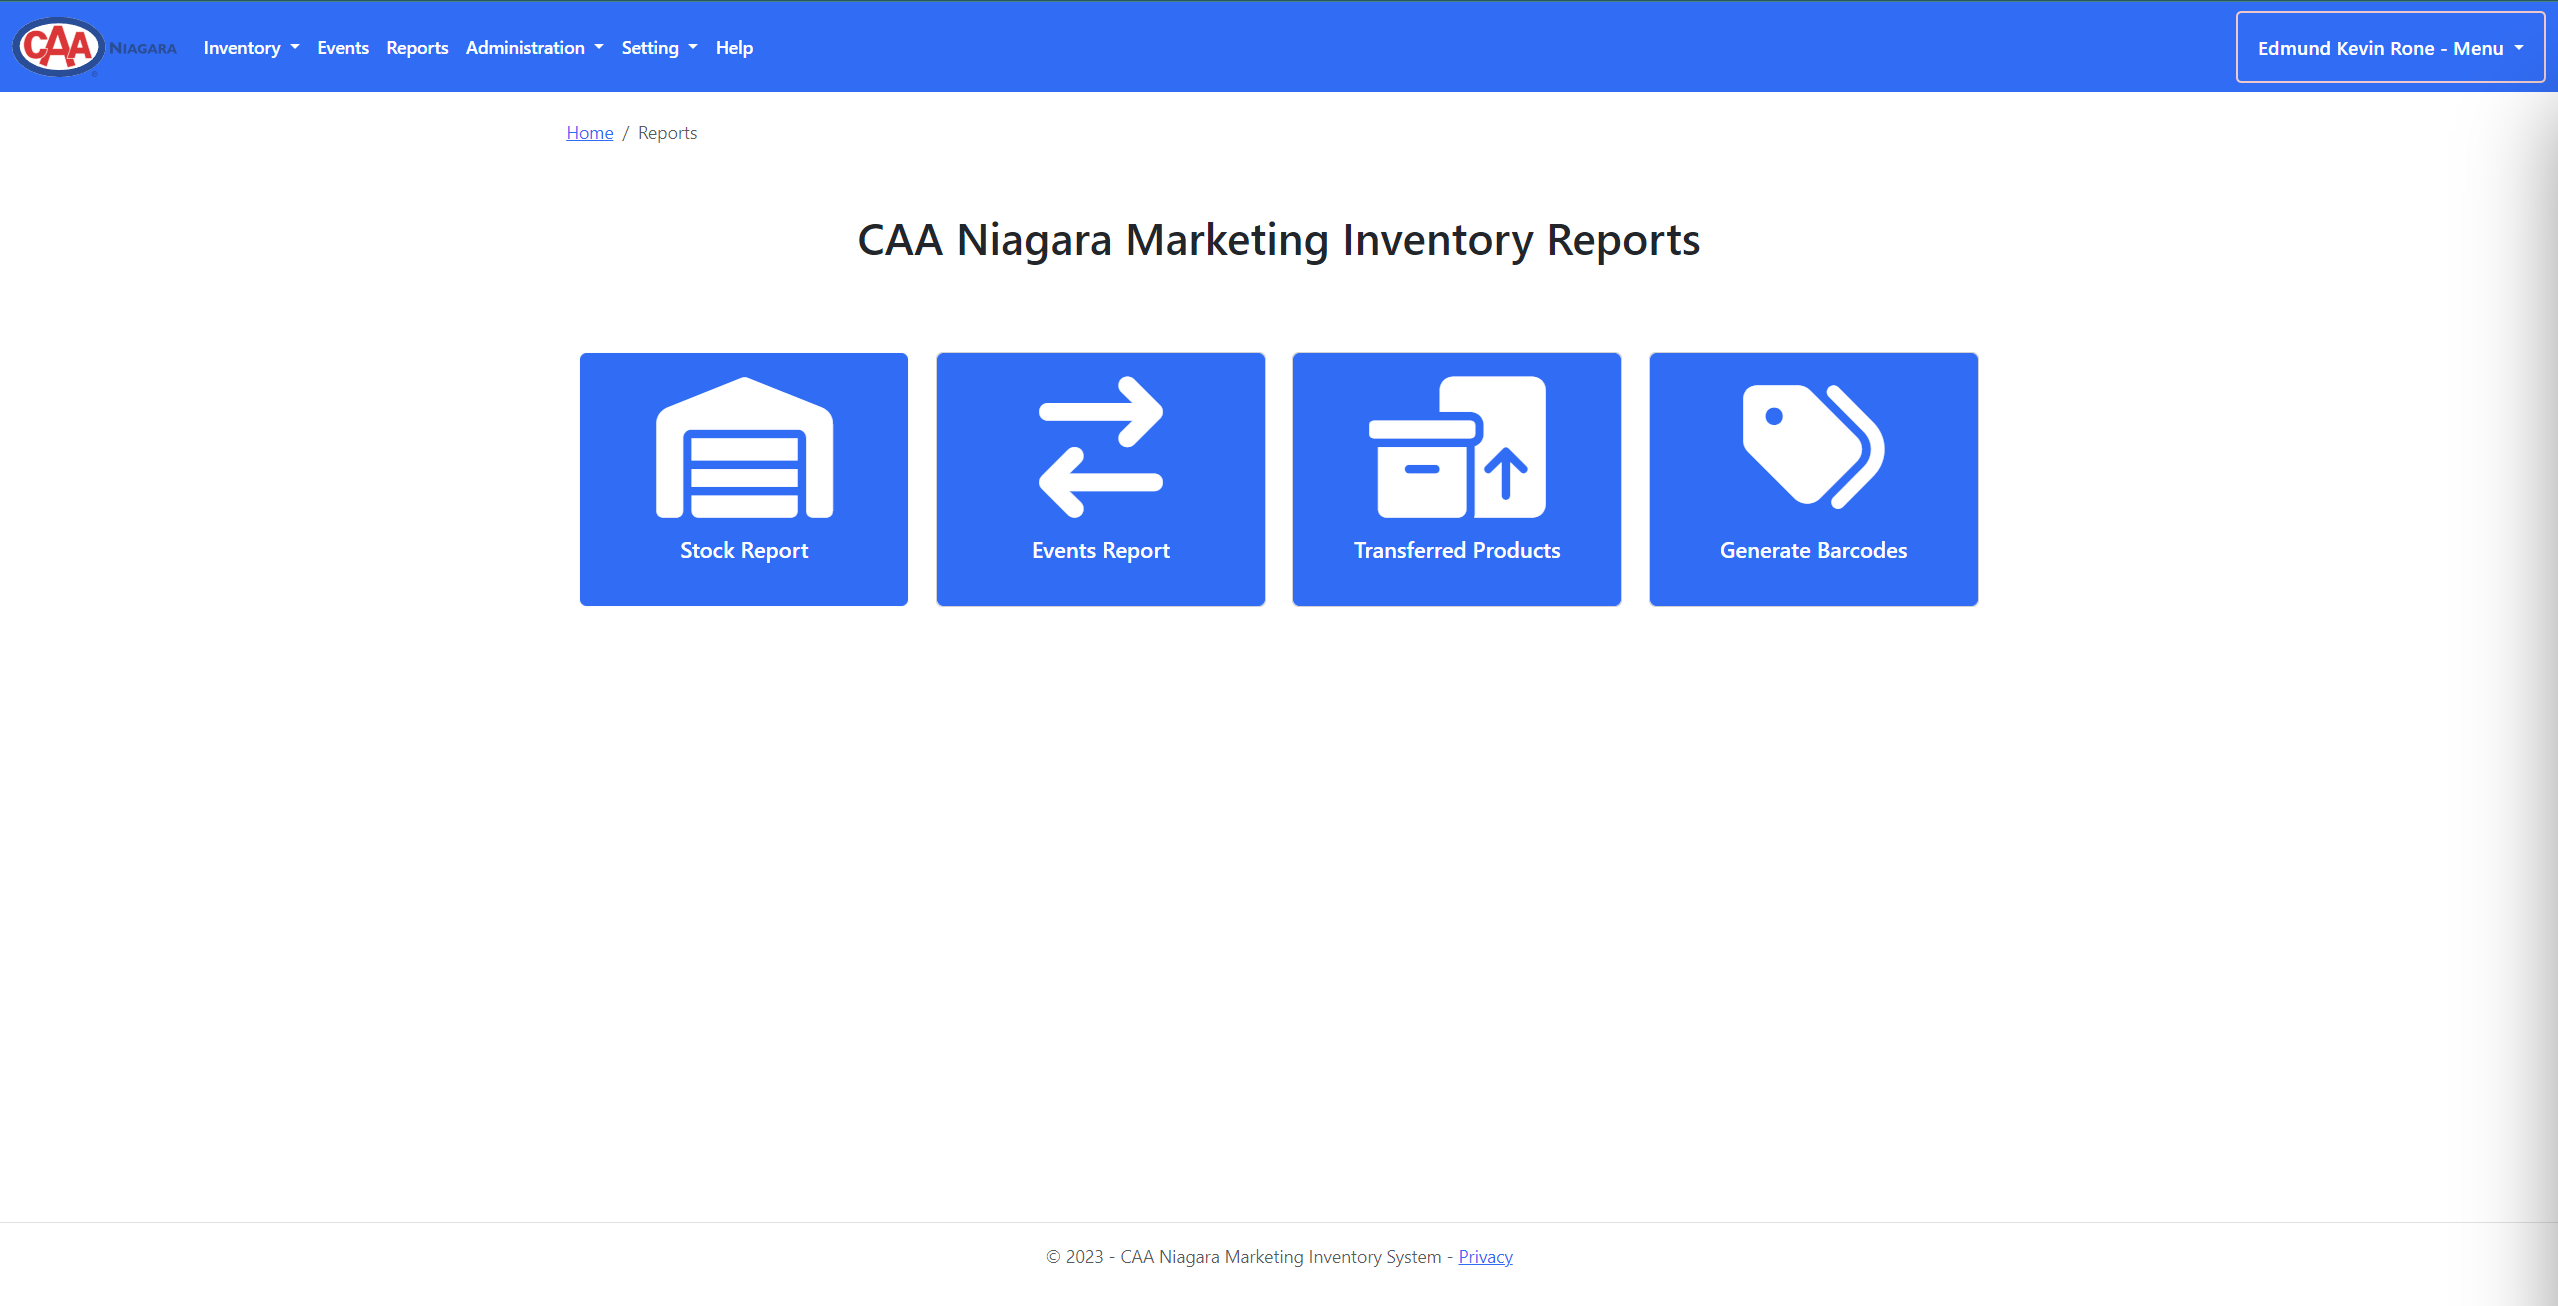 CAA NIAGARA Inventory Events Reports Administration Setting Help Edmund Kevin Rone - Menu
Home / Reports
CAA Niagara Marketing Inventory Reports
Stock Report Events Report Transferred Products Generate Barcodes
© 2023 - CAA Niagara Marketing Inventory System - Privacy